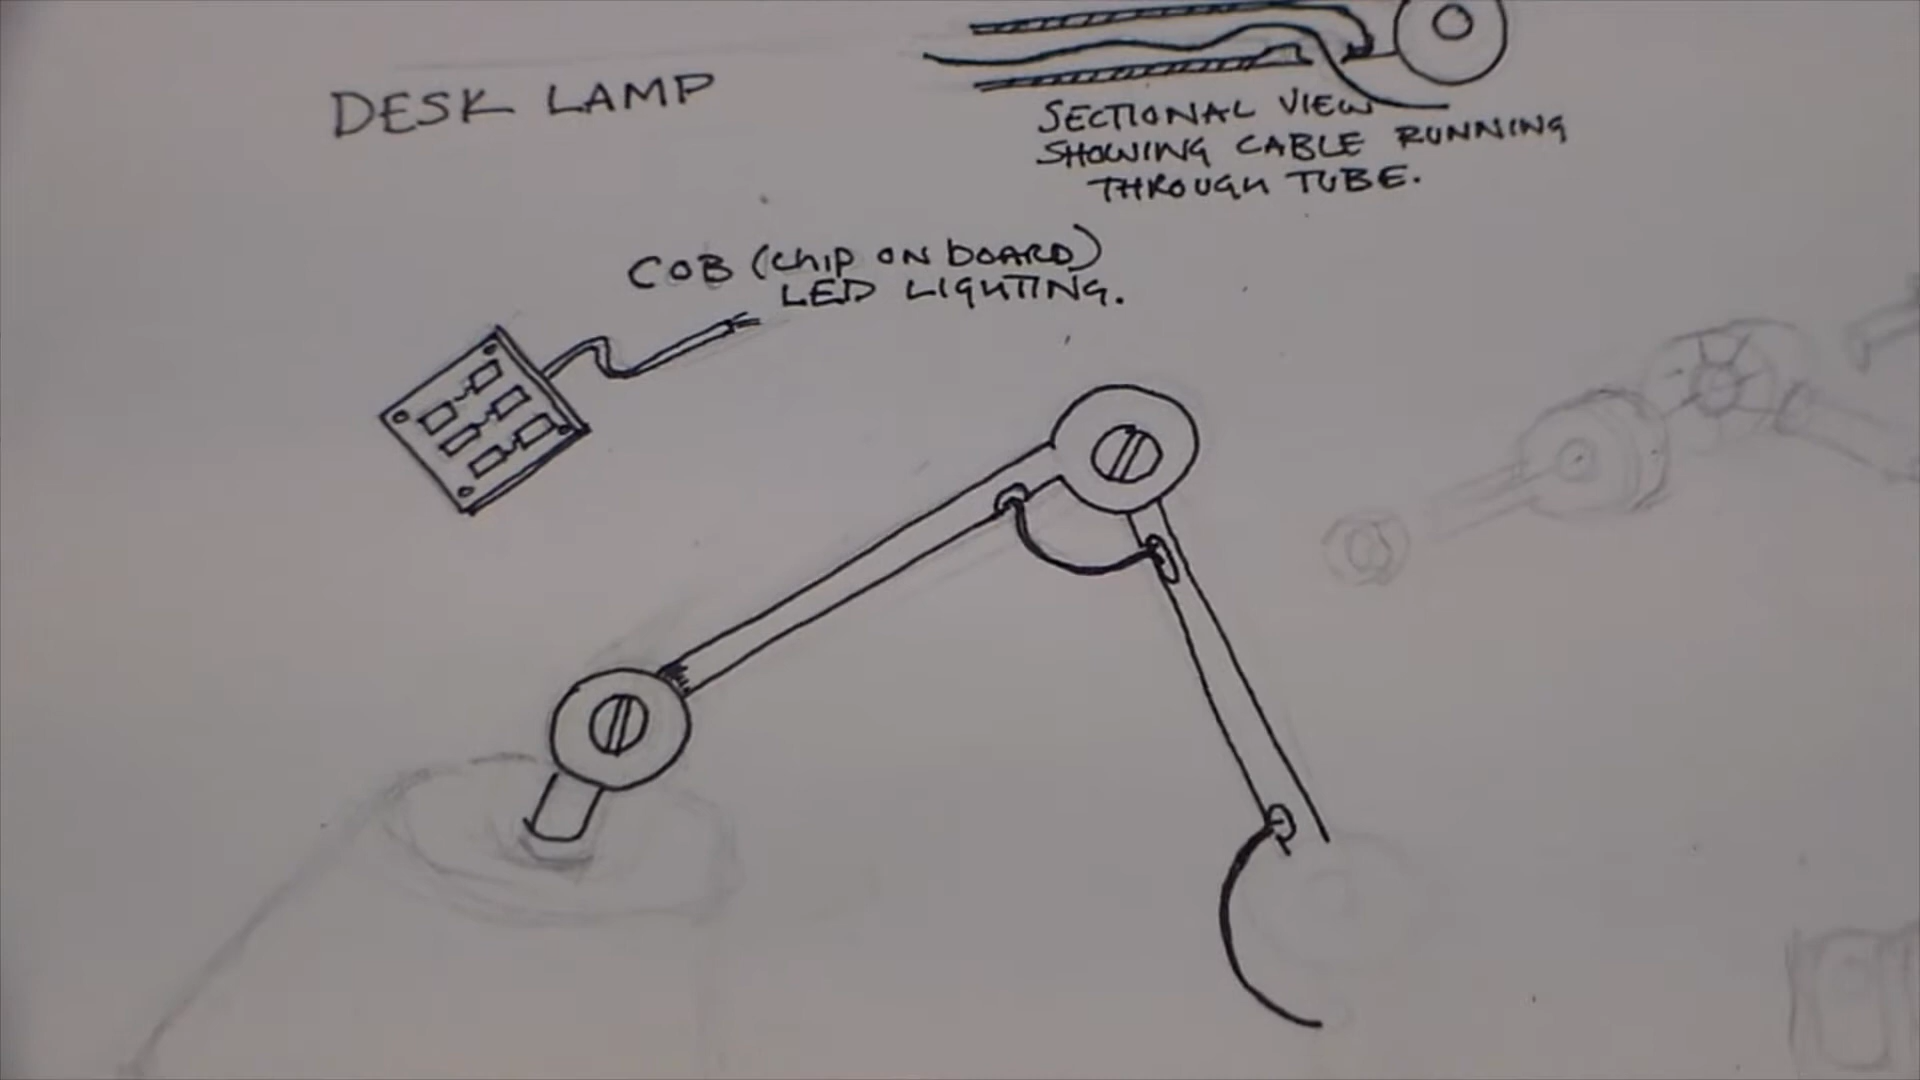 DESK LAMP
SECTIONAL VIEW
SHOWING CABLE RUNNING
THROUGH TUBE.
COB (chip on board)
LED LIGHTING.